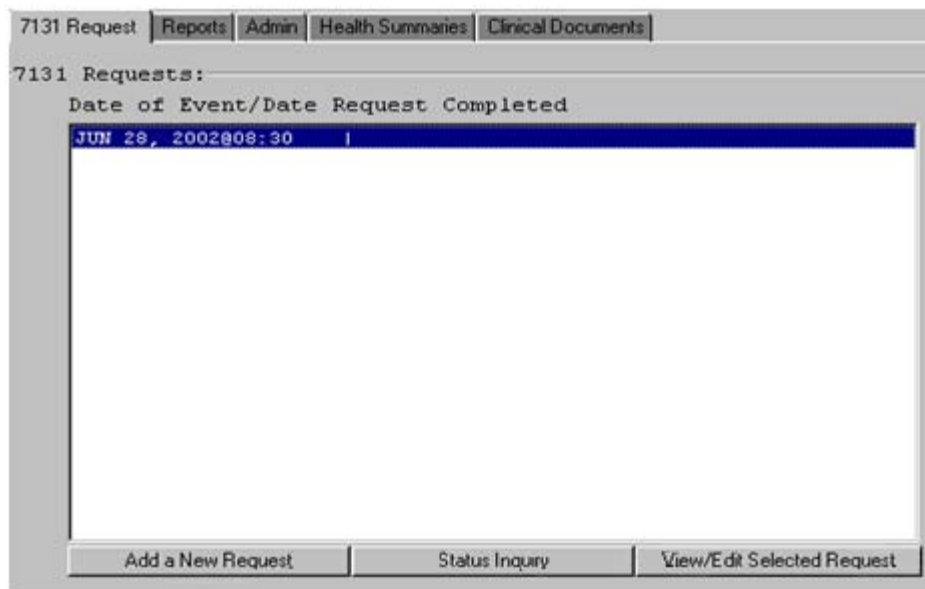 7131 Request Reports Admin Health Summaries Clinical Documents
7131 Requests:
Date of Event/Date Request Completed
JUN 28, 2002@08:30 |
Add a New Request Status Inquiry View/Edit Selected Request